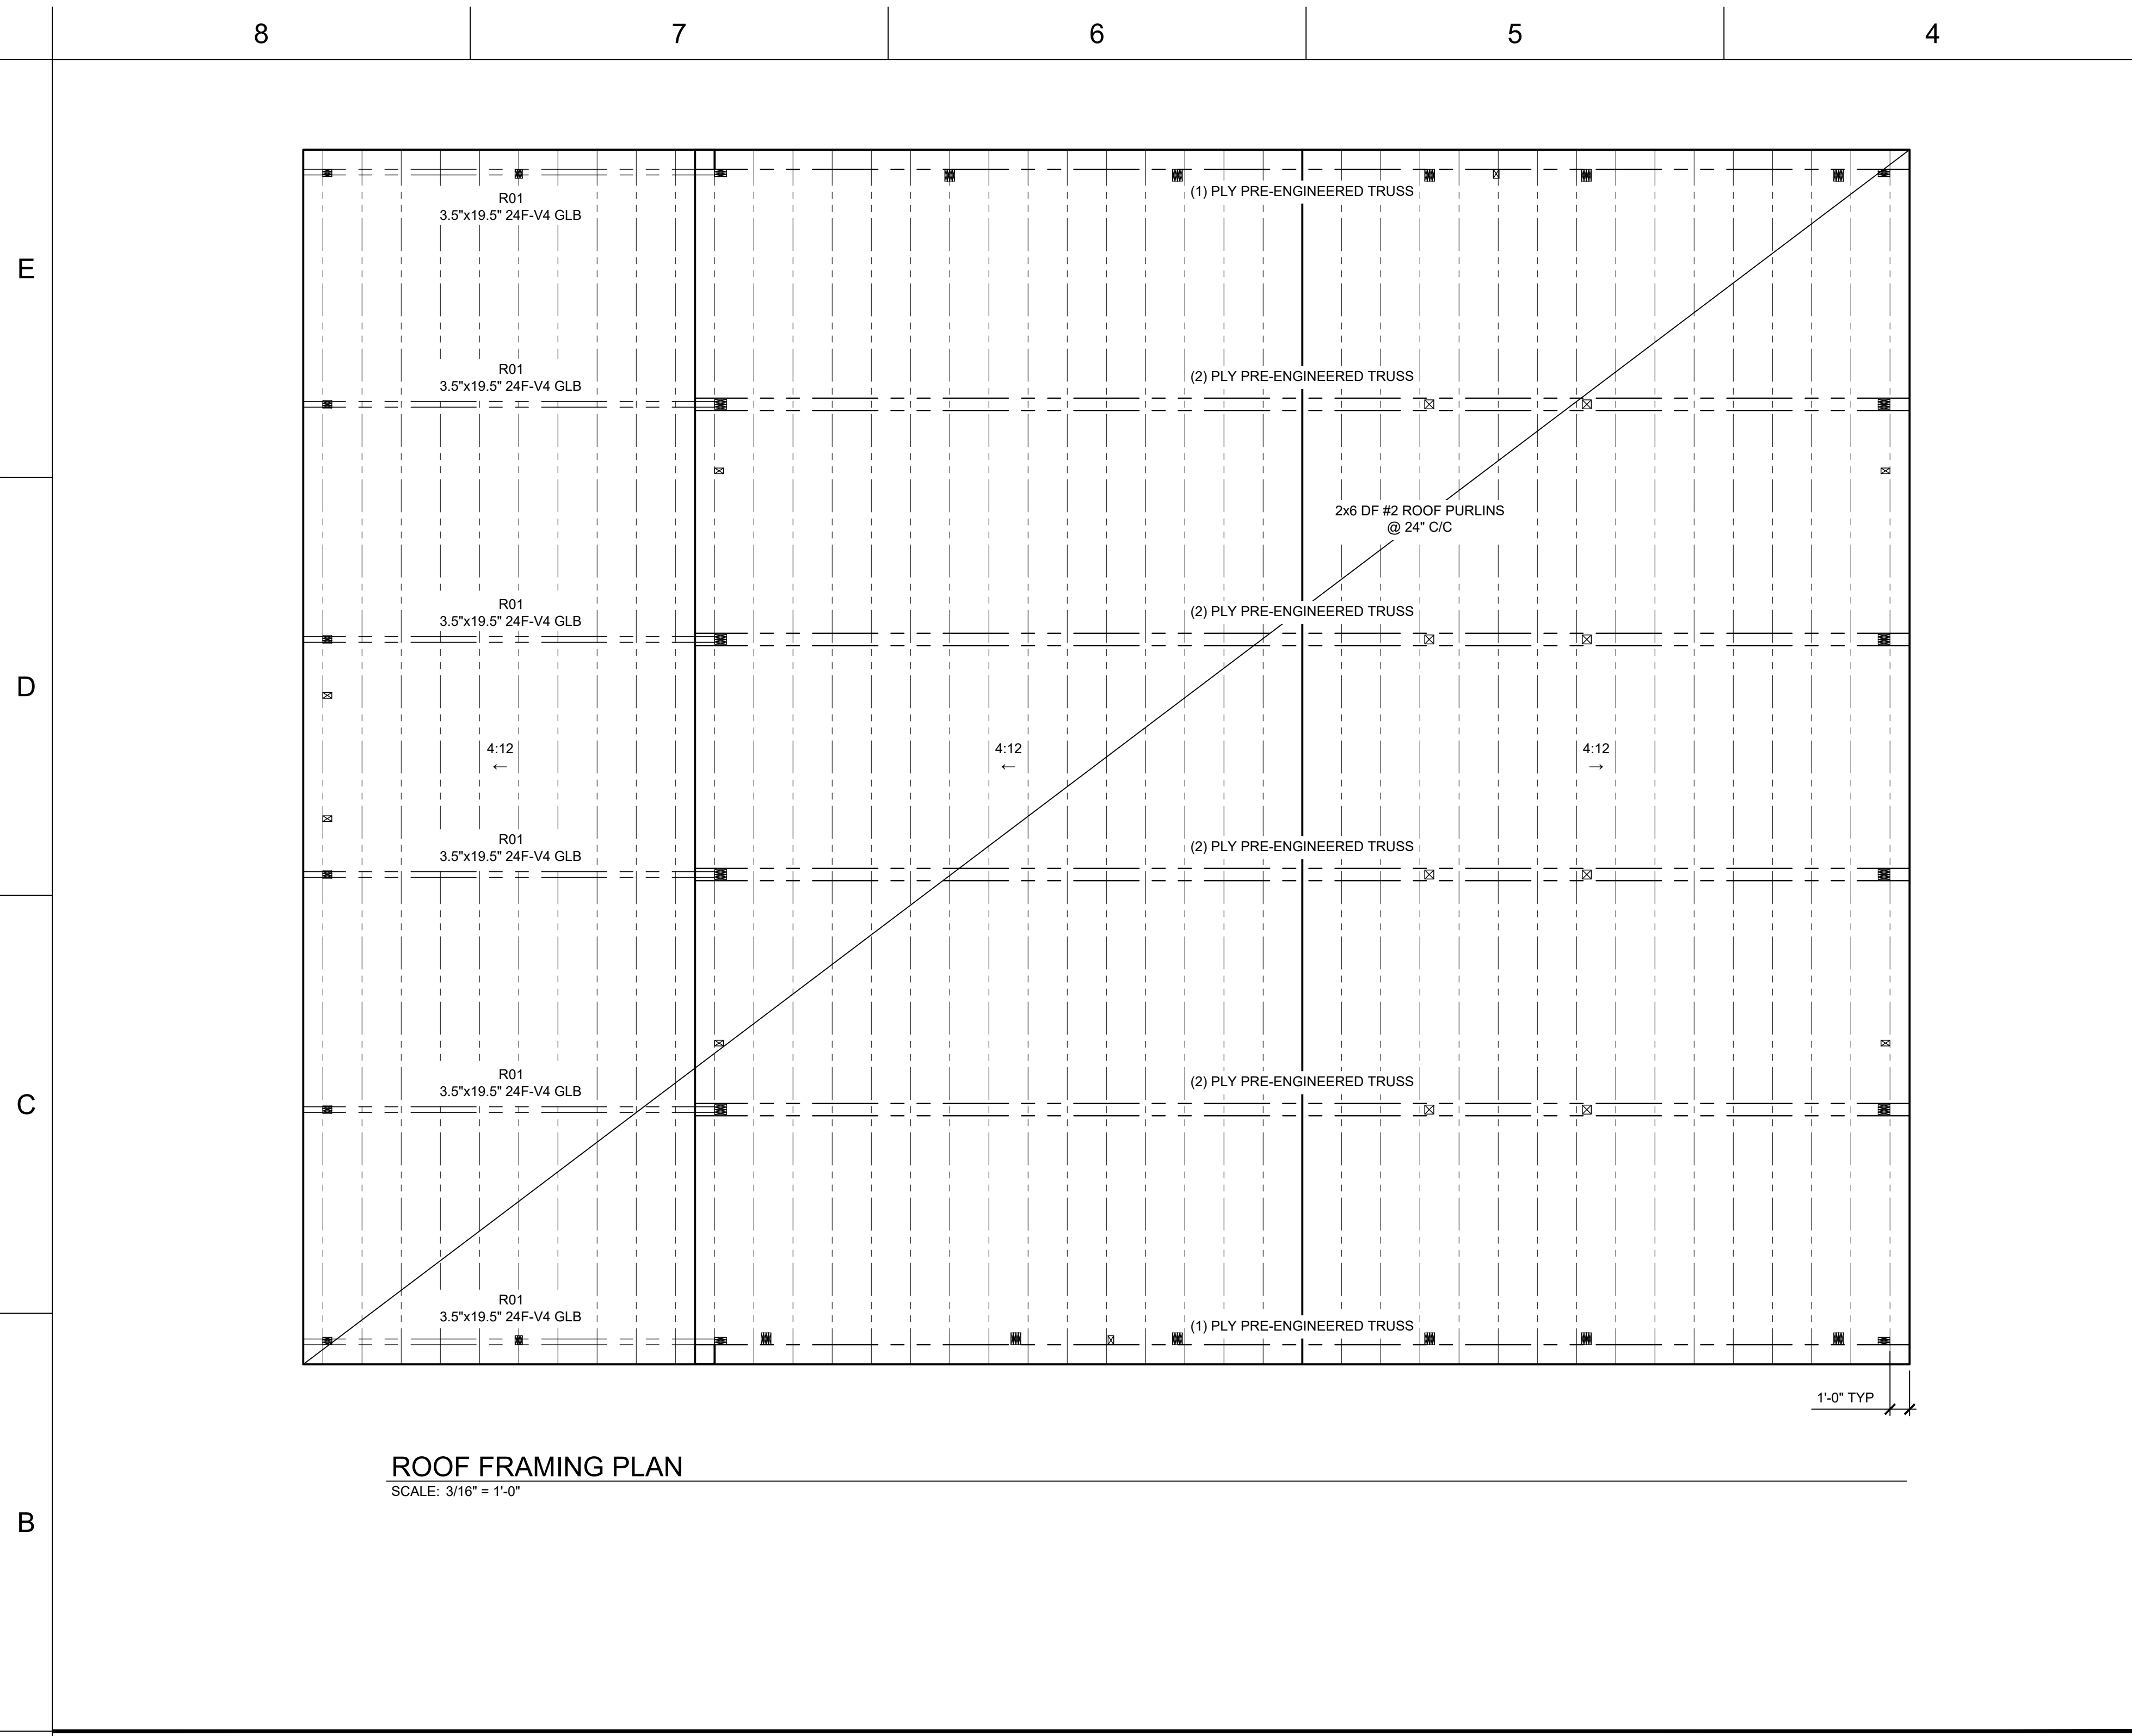 8 7 6 5 4
(1) PLY PRE-ENGINEERED TRUSS
R01
3.5"x19.5" 24F-V4 GLB
E
R01
3.5"x19.5" 24F-V4 GLB
(2) PLY PRE-ENGINEERED TRUSS
2x6 DF #2 ROOF PURLINS
@ 24" C/C
R01
3.5"x19.5" 24F-V4 GLB
(2) PLY PRE-ENGINEERED TRUSS
D
4:12 4:12 4:12
← ← →
R01
3.5"x19.5" 24F-V4 GLB
(2) PLY PRE-ENGINEERED TRUSS
R01
3.5"x19.5" 24F-V4 GLB
(2) PLY PRE-ENGINEERED TRUSS
C
R01
3.5"x19.5" 24F-V4 GLB
(1) PLY PRE-ENGINEERED TRUSS
1'-0" TYP
ROOF FRAMING PLAN
SCALE: 3/16" = 1'-0"
B